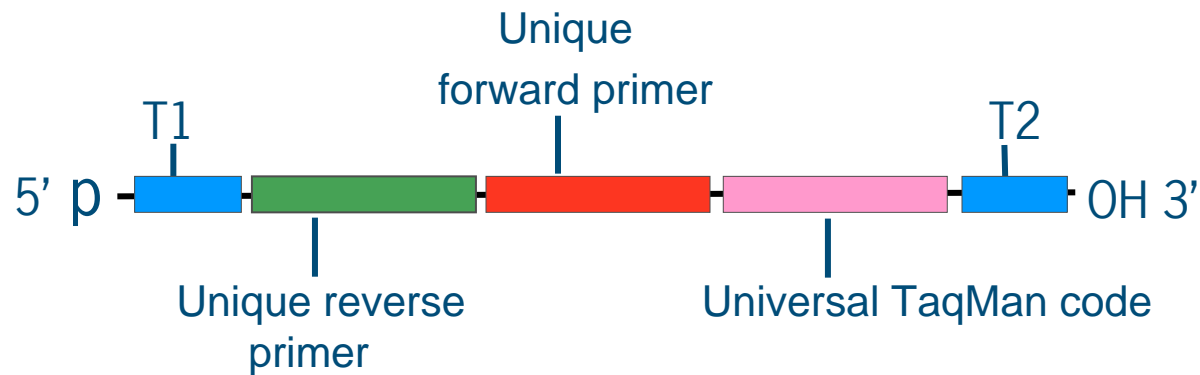 Unique
forward primer
T1
T2
5’ p
OH 3’
Unique reverse
primer
Universal TaqMan code